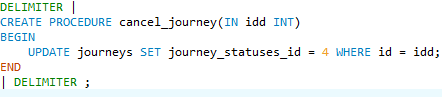 DELIMITER |
CREATE PROCEDURE cancel_journey(IN idd INT)
BEGIN
    UPDATE journeys SET journey_statuses_id = 4 WHERE id = idd;
END
| DELIMITER ;